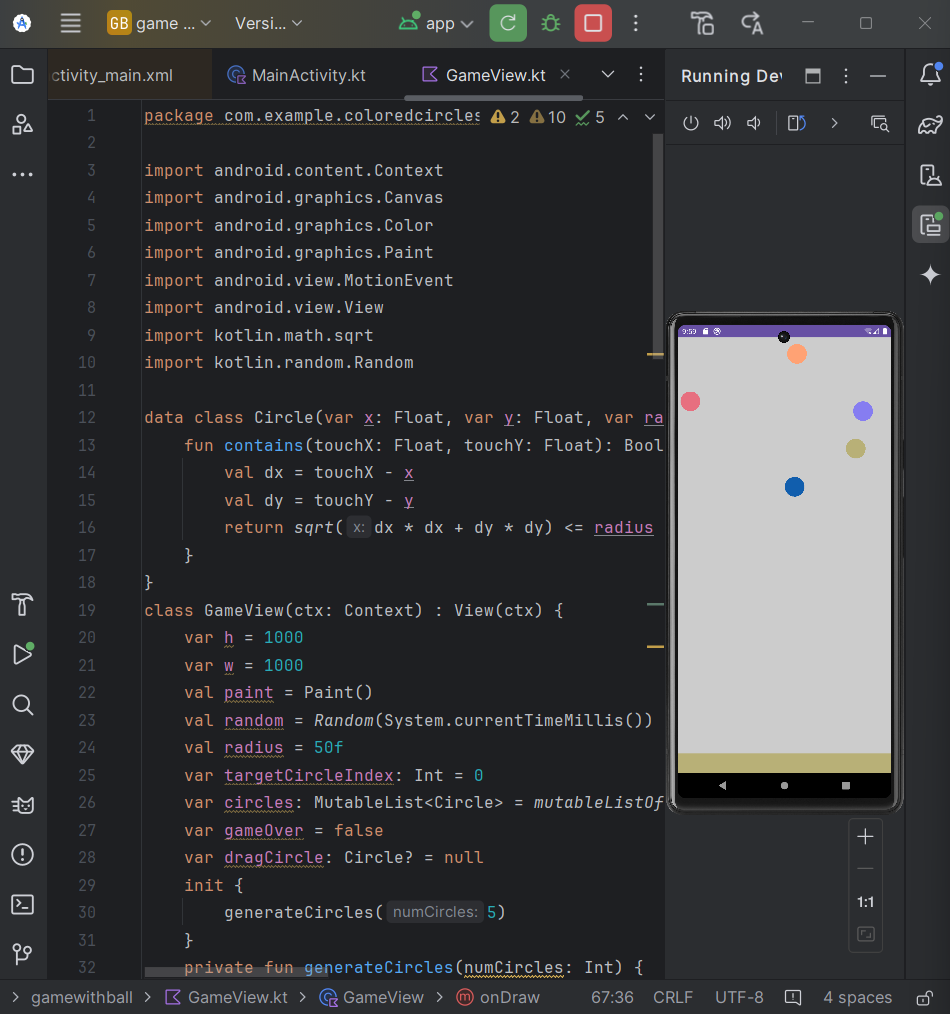 GB game ... Versi... app
ctivity_main.xml MainActivity.kt GameView.kt
Running De
1 package com.example.coloredcircles 2 10 5
2
3 import android.content.Context
4 import android.graphics.Canvas
5 import android.graphics.Color
6 import android.graphics.Paint
7 import android.view.MotionEvent
8 import android.view.View
9 import kotlin.math.sqrt
10 import kotlin.random.Random
11
12 data class Circle(var x: Float, var y: Float, var ra
13 fun contains(touchX: Float, touchY: Float): Bool
14 val dx = touchX - x
15 val dy = touchY - y
16 return sqrt( x: dx * dx + dy * dy) <= radius
17 }
18 }
19 class GameView(ctx: Context) : View(ctx) {
20 var h = 1000
21 var w = 1000
22 val paint = Paint()
23 val random = Random(System.currentTimeMillis())
24 val radius = 50f
25 var targetCircleIndex: Int = 0
26 var circles: MutableList<Circle> = mutableListOf
27 var gameOver = false
28 var dragCircle: Circle? = null
29 init {
30 generateCircles( numCircles: 5)
31 }
32 private fun generateCircles(numCircles: Int) {
9:59
1:1
gamewithball > GameView.kt > GameView > onDraw 67:36 CRLF UTF-8 4 spaces